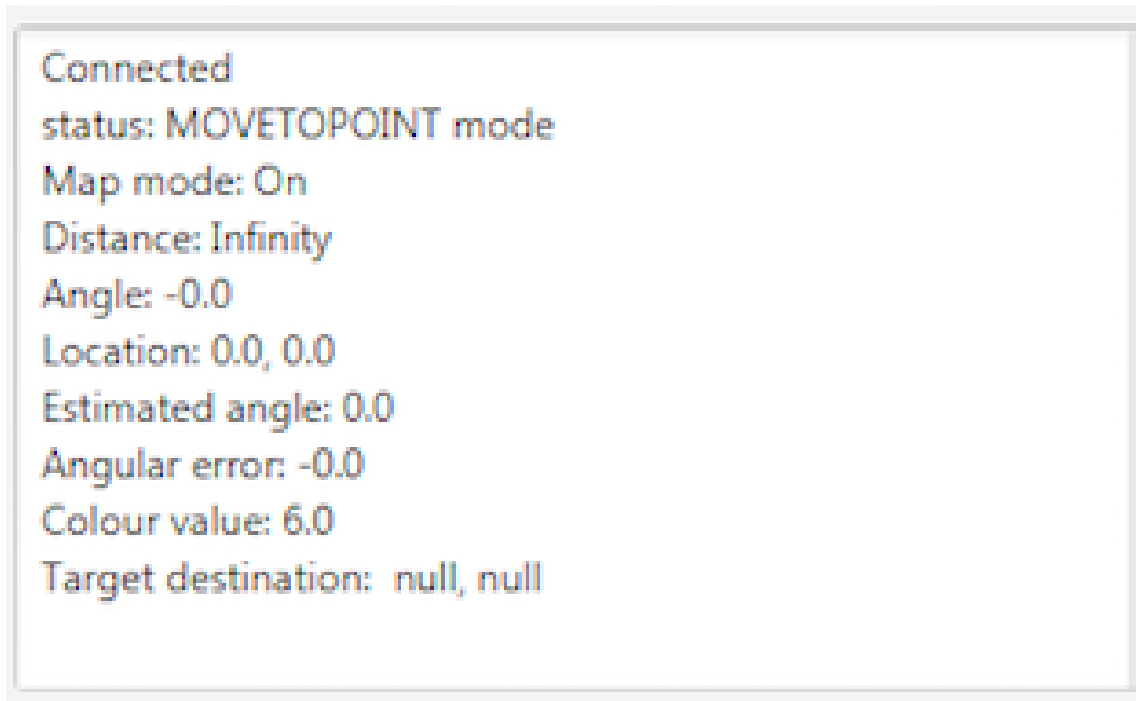 Connected
status: MOVETOPOINT mode
Map mode: On
Distance: Infinity
Angle: -0.0
Location: 0.0, 0.0
Estimated angle: 0.0
Angular error: -0.0
Colour value: 6.0
Target destination:  null, null